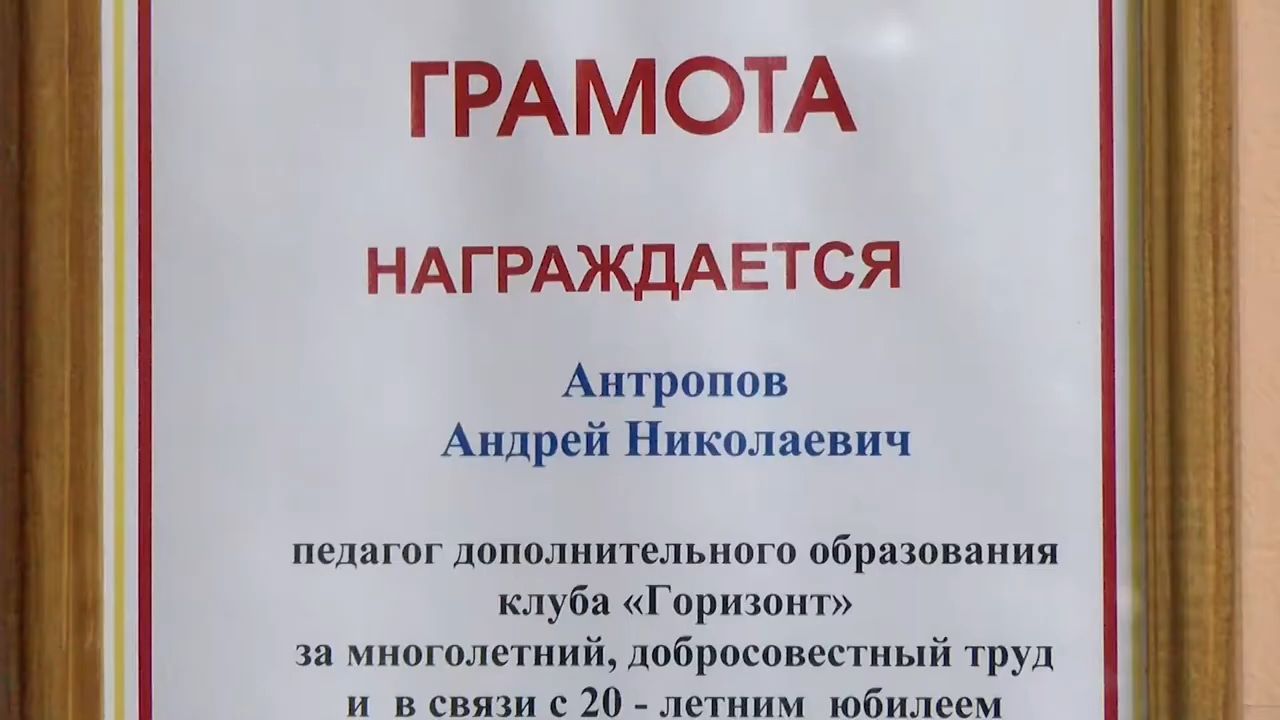 ГРАМОТА
НАГРАЖДАЕТСЯ
Антропов
Андрей Николаевич
педагог дополнительного образования
клуба «Горизонт»
за многолетний, добросовестный труд
и в связи с 20 - летним юбилеем